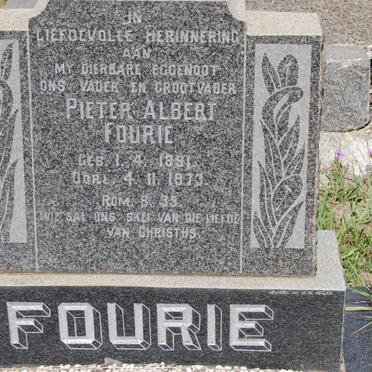 IN
LIEFDEVOLLE HERINNERING
AAN
MY DIERBARE EGGENOOT
ONS VADER EN GROOTVADER
PIETER ALBERT
FOURIE
GEB. 1. 4. 1891.
OORL. 4. 11. 1973.
ROM. 8. 35.
WIE SAL ONS SKEI VAN DIE LIEFDE
VAN CHRISTUS.
FOURIE